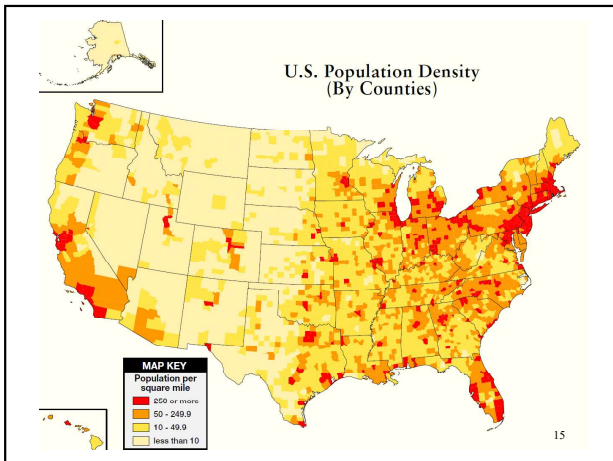 U.S. Population Density
(By Counties)
MAP KEY
Population per
square mile
250 or more
50 - 249.9
10 - 49.9
less than 10
15